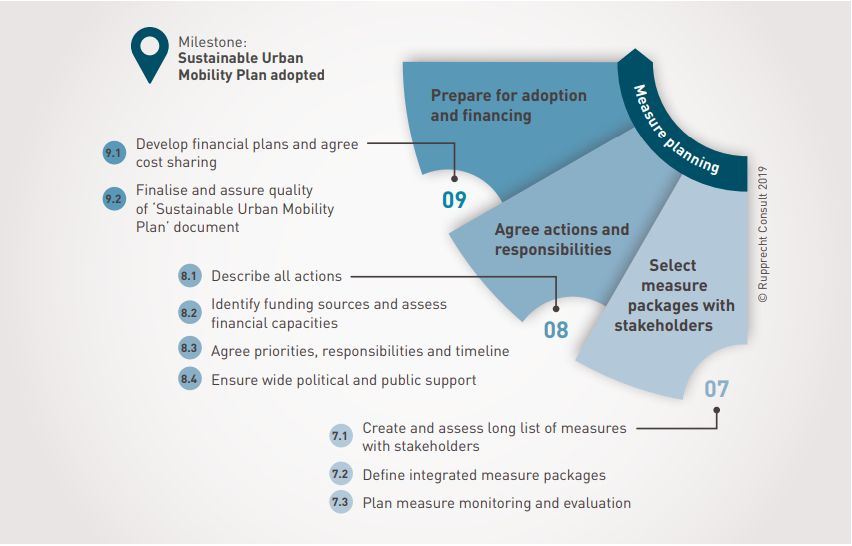 Milestone:
Sustainable Urban
Mobility Plan adopted
Prepare for adoption
and financing
Measure planning
9.1 Develop financial plans and agree
cost sharing
9.2 Finalise and assure quality
of ‘Sustainable Urban Mobility
Plan’ document
09
Agree actions and
responsibilities
8.1 Describe all actions
8.2 Identify funding sources and assess
financial capacities
8.3 Agree priorities, responsibilities and timeline
8.4 Ensure wide political and public support
08
Select
measure
packages with
stakeholders
07
7.1 Create and assess long list of measures
with stakeholders
7.2 Define integrated measure packages
7.3 Plan measure monitoring and evaluation
© Rupprecht Consult 2019